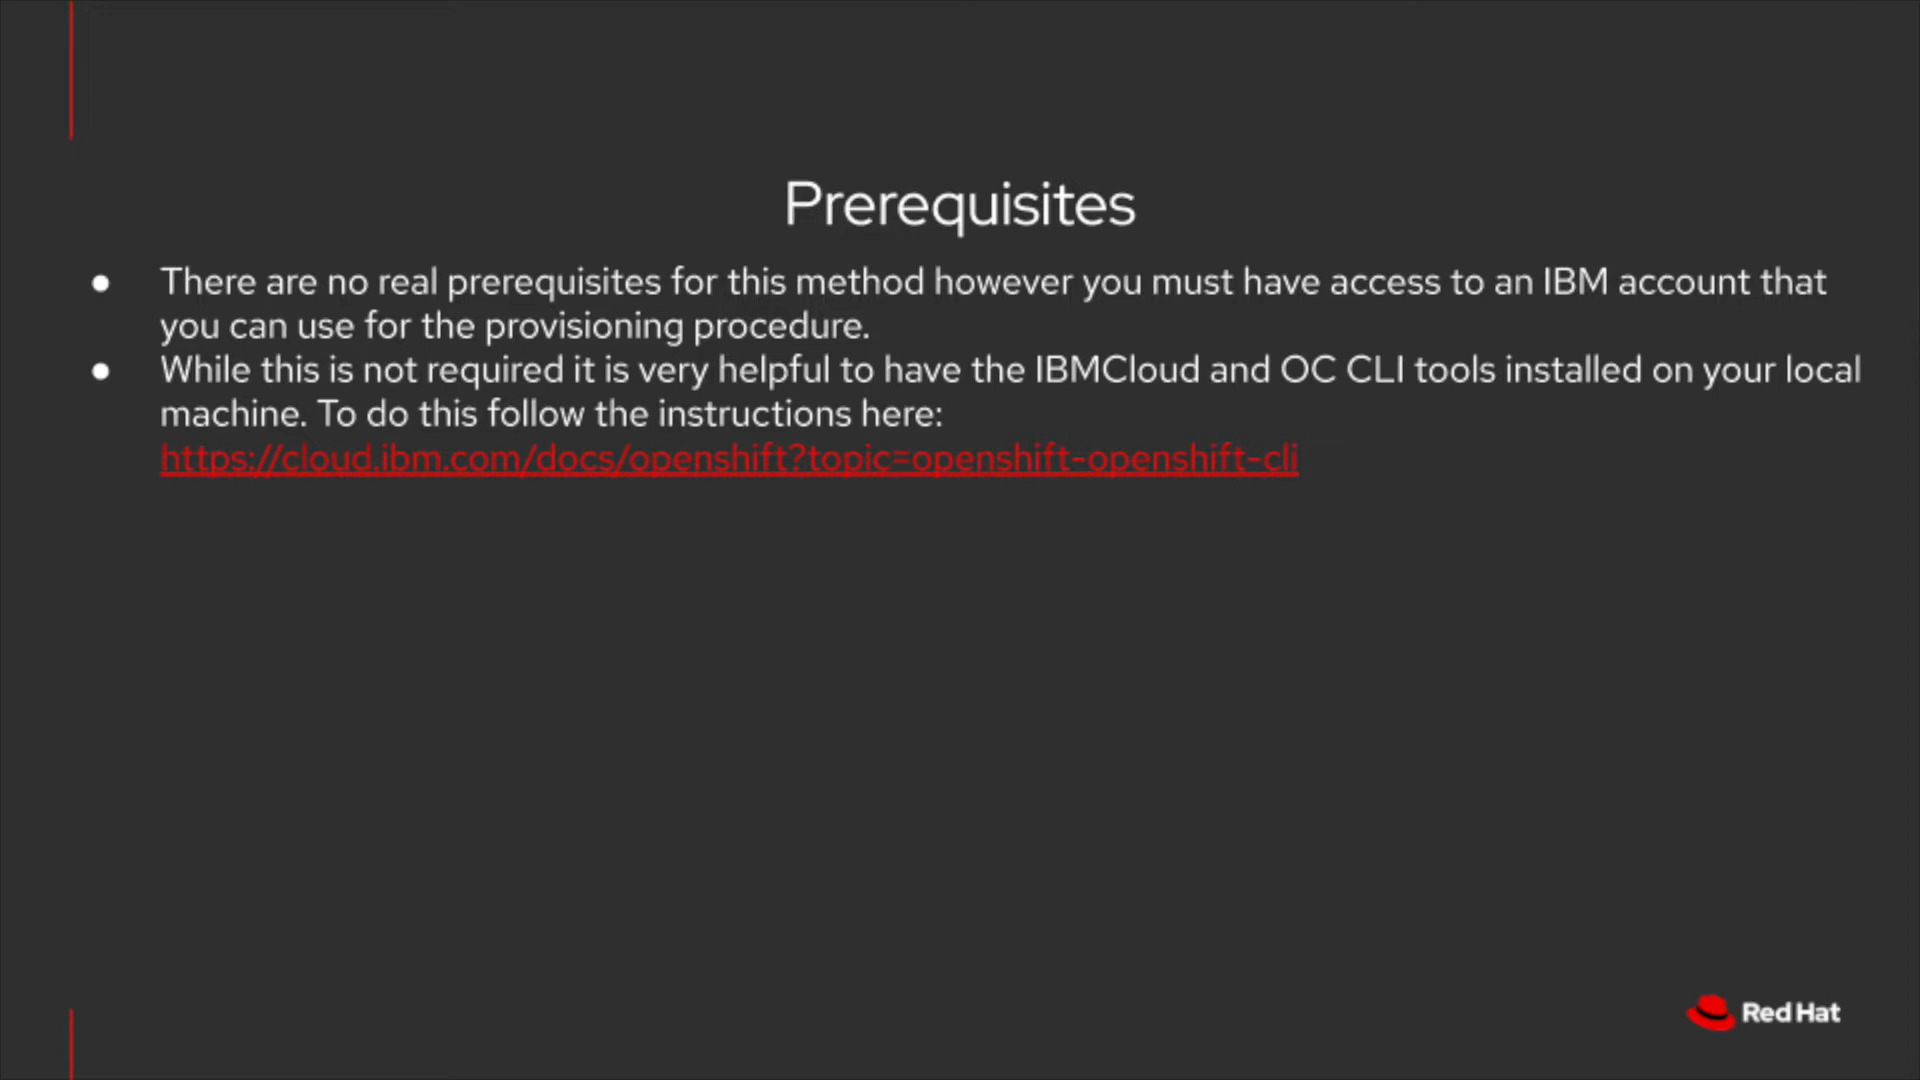 Prerequisites
● There are no real prerequisites for this method however you must have access to an IBM account that
you can use for the provisioning procedure.
● While this is not required it is very helpful to have the IBMCloud and OC CLI tools installed on your local
machine. To do this follow the instructions here:
https://cloud.ibm.com/docs/openshift?topic=openshift-openshift-cli
Red Hat